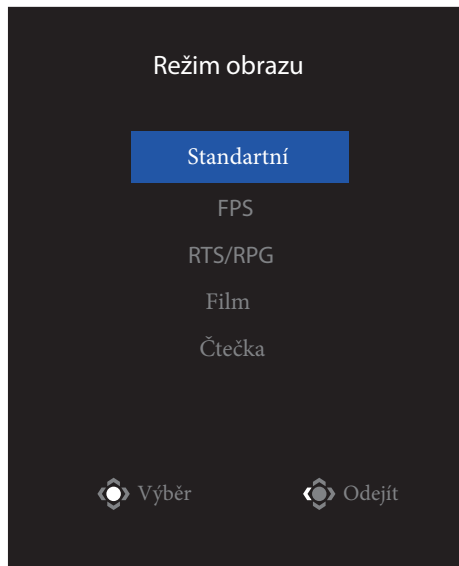 Režim obrazu
Standartní
FPS
RTS/RPG
Film
Čtečka
Výběr Odejít